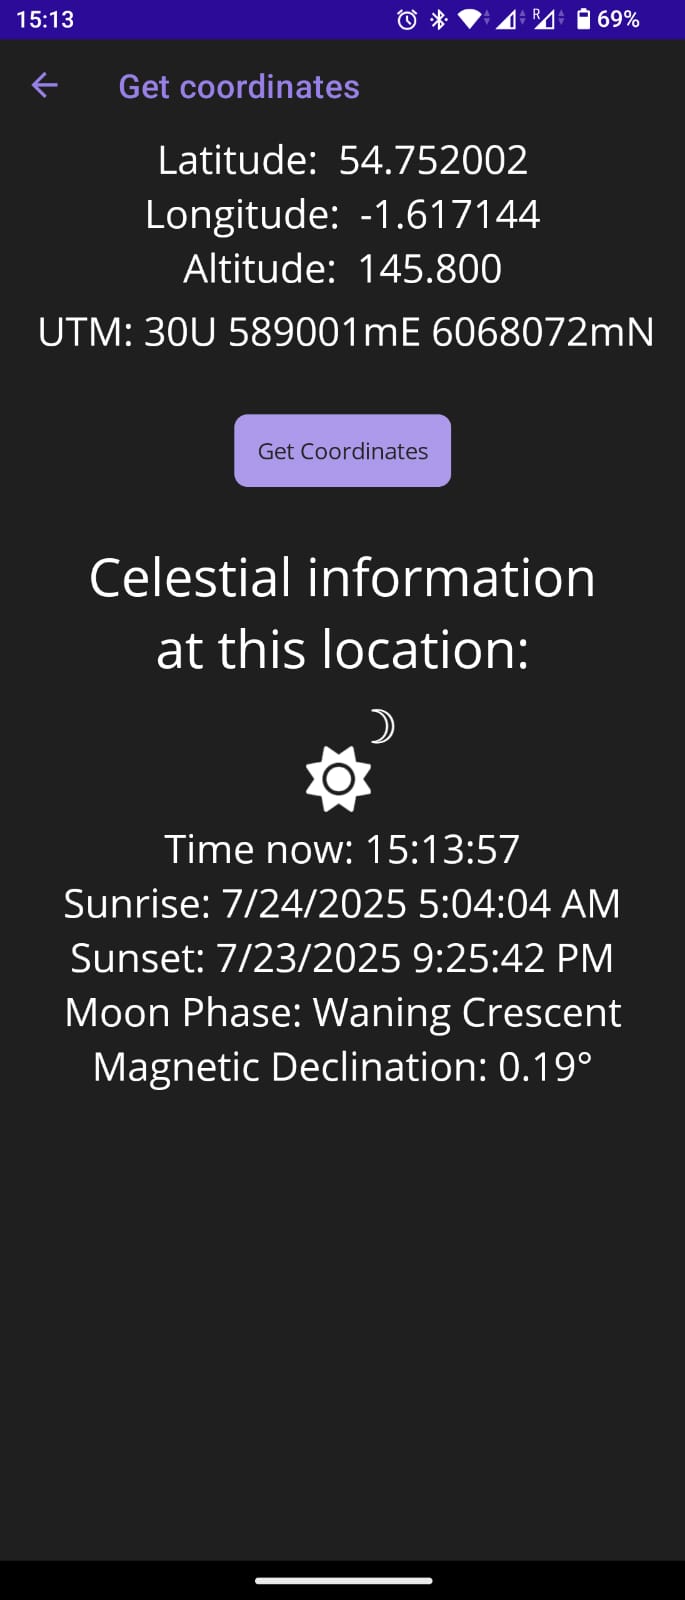 15:13
R
69%
Get coordinates
Latitude: 54.752002
Longitude: -1.617144
Altitude: 145.800
UTM: 30U 589001mE 6068072mN
Get Coordinates
Celestial information
at this location:
Time now: 15:13:57
Sunrise: 7/24/2025 5:04:04 AM
Sunset: 7/23/2025 9:25:42 PM
Moon Phase: Waning Crescent
Magnetic Declination: 0.19°